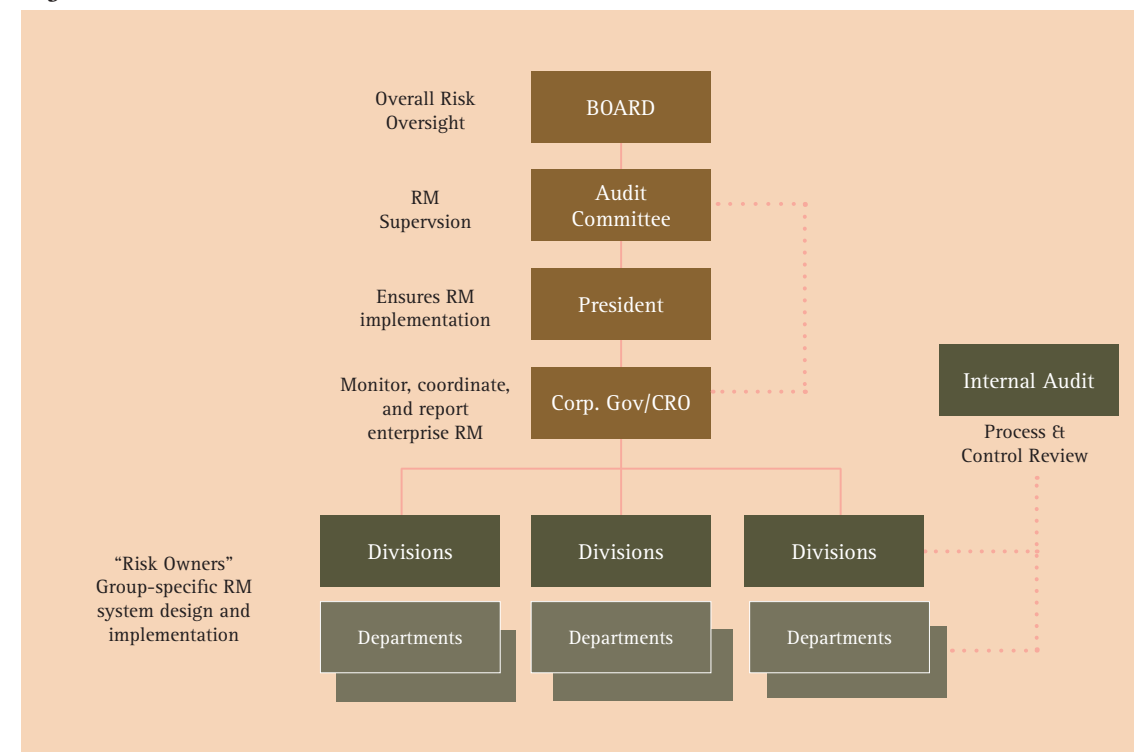 Overall Risk
Oversight
BOARD
RM
Supervsion
Audit
Committee
Ensures RM
implementation
President
Monitor, coordinate,
and report
enterprise RM
Corp. Gov/CRO
Internal Audit
Process &
Control Review
“Risk Owners”
Group-specific RM
system design and
implementation
Divisions
Divisions
Divisions
Departments
Departments
Departments